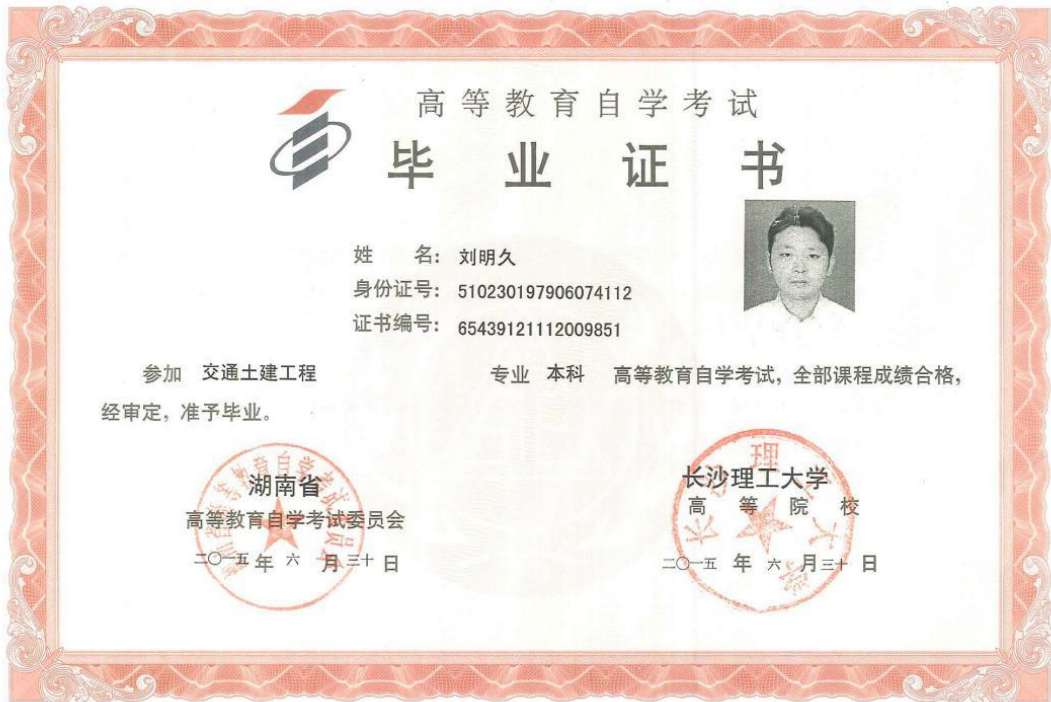 高等教育自学考试
毕业证书
姓 名: 刘明久
身份证号: 510230197906074112
证书编号: 65439121112009851
参加 交通土建工程 专业 本科 高等教育自学考试, 全部课程成绩合格,
经审定, 准予毕业。
湖南省
高等教育自学考试委员会
二〇一五年 六 月三十日
长沙理工大学
高等院校
二〇一五 年 六 月三十 日